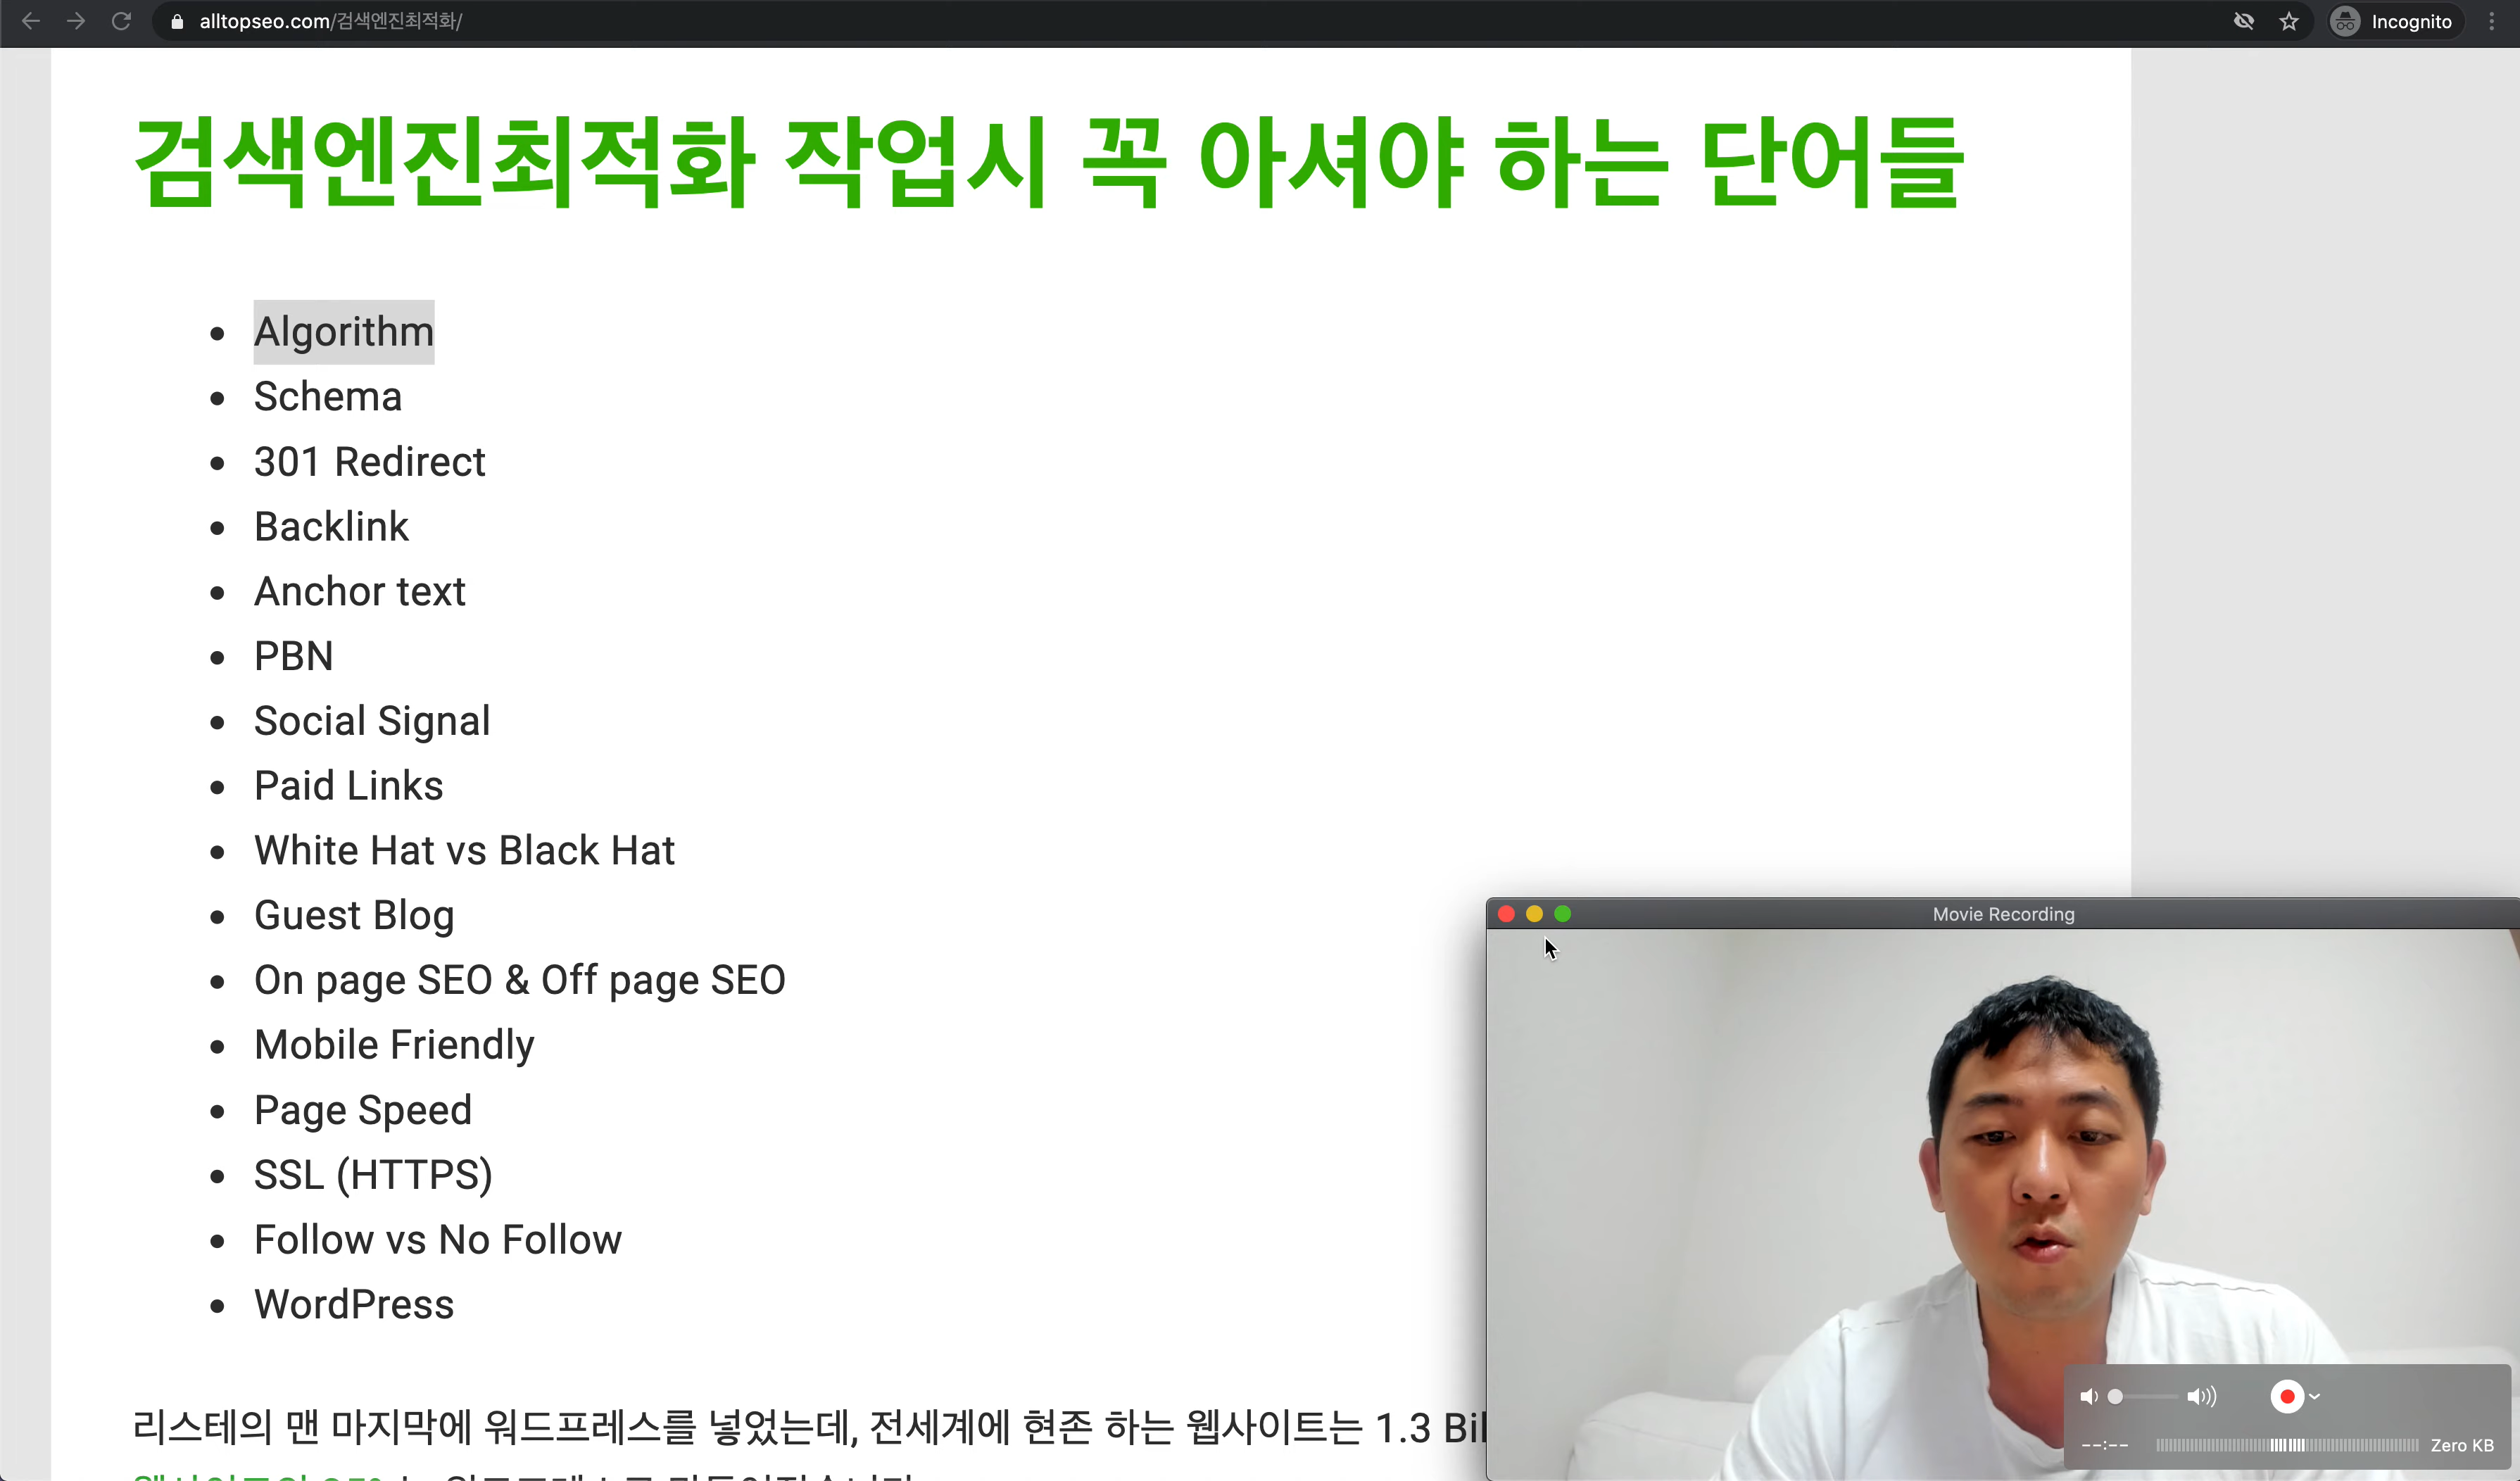 alltopseo.com/검색엔진최적화/
Incognito
검색엔진최적화 작업시 꼭 아셔야 하는 단어들
Algorithm
Schema
301 Redirect
Backlink
Anchor text
PBN
Social Signal
Paid Links
White Hat vs Black Hat
Guest Blog
On page SEO & Off page SEO
Mobile Friendly
Page Speed
SSL (HTTPS)
Follow vs No Follow
WordPress
리스테의 맨 마지막에 워드프레스를 넣었는데, 전세계에 현존 하는 웹사이트는 1.3 Bil
Movie Recording
--:--
Zero KB